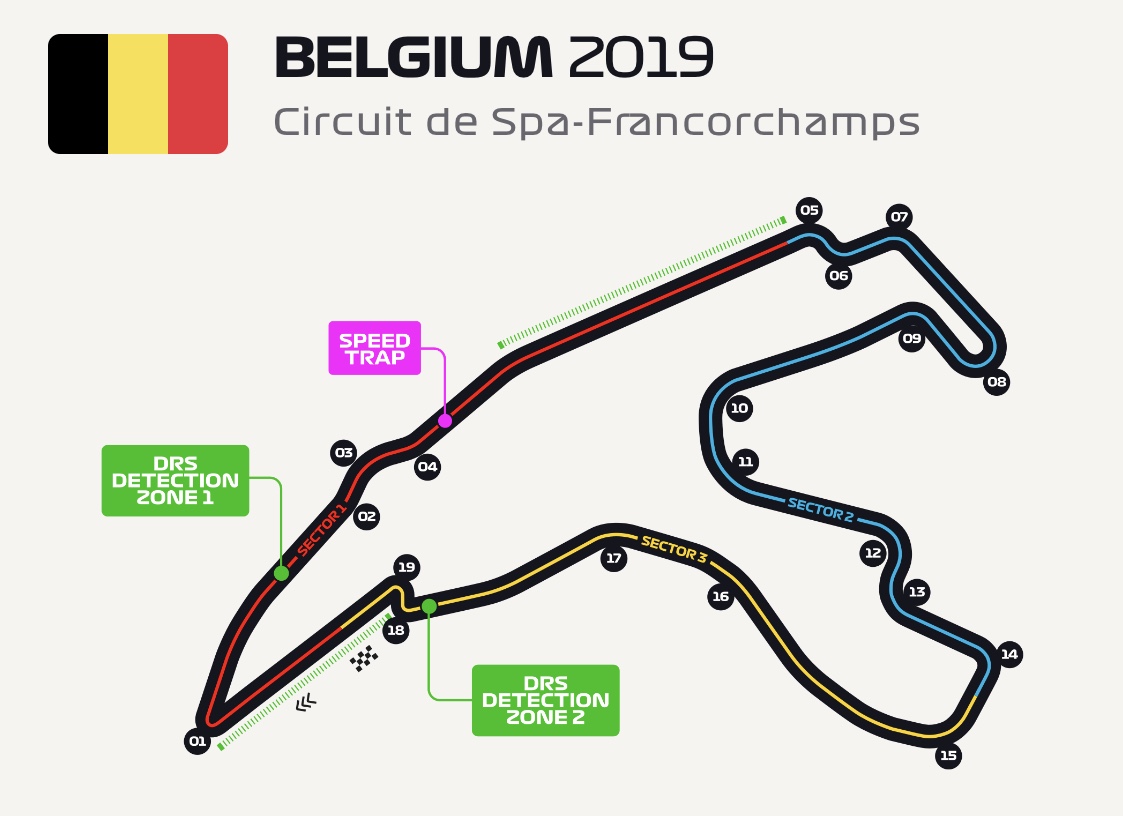 BELGIUM 2019
Circuit de Spa-Francorchamps
05
07
06
SPEED
TRAP
09
08
10
03
04
11
DRS
DETECTION
ZONE 1
SECTOR 1
02
SECTOR 2
12
17
SECTOR 3
19
16
13
18
14
DRS
DETECTION
ZONE 2
01
15